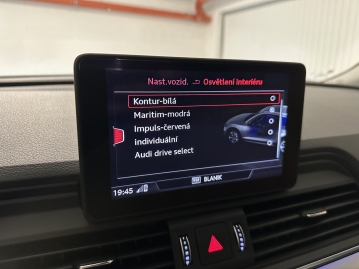 Nast.vozid. Osvětlení interiéru
Kontur-bílá
Maritim-modrá
Impuls-červená
individuální
Audi drive select
BLANIK
19:45